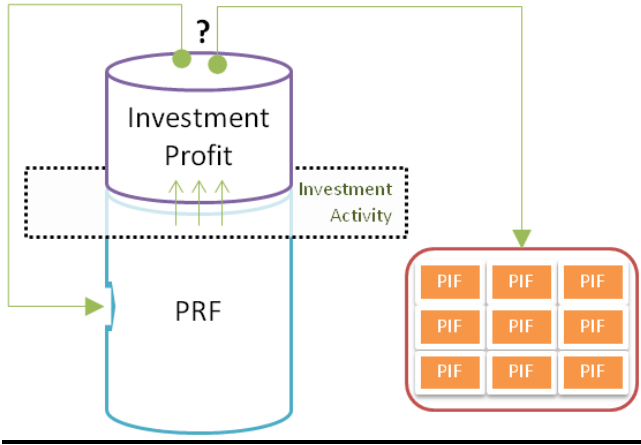 ?
Investment
Profit
Investment
Activity
PRF
PIF PIF PIF
PIF PIF PIF
PIF PIF PIF